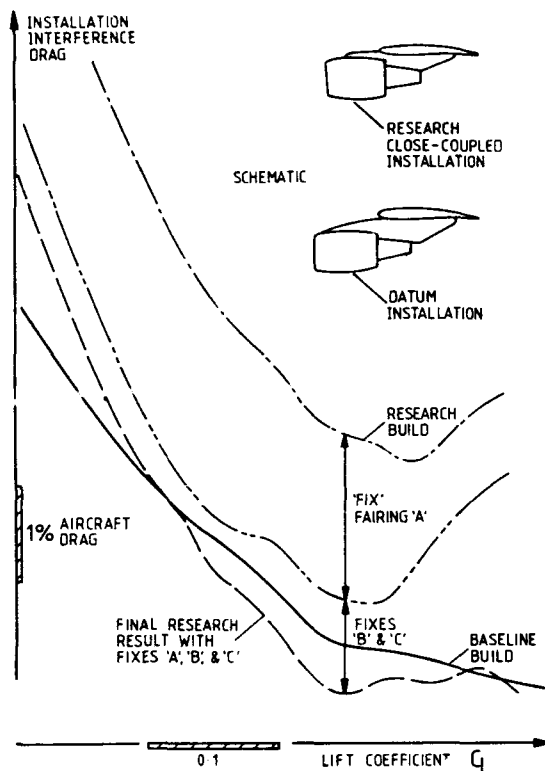 INSTALLATION
INTERFERENCE
DRAG
RESEARCH
CLOSE-COUPLED
INSTALLATION
SCHEMATIC
DATUM
INSTALLATION
RESEARCH
BUILD
'FIX'
FAIRING 'A'
1% AIRCRAFT
DRAG
FINAL RESEARCH
RESULT WITH
FIXES 'A', 'B', & 'C'
FIXES
'B' & 'C'
BASELINE
BUILD
0·1
LIFT COEFFICIENT CL